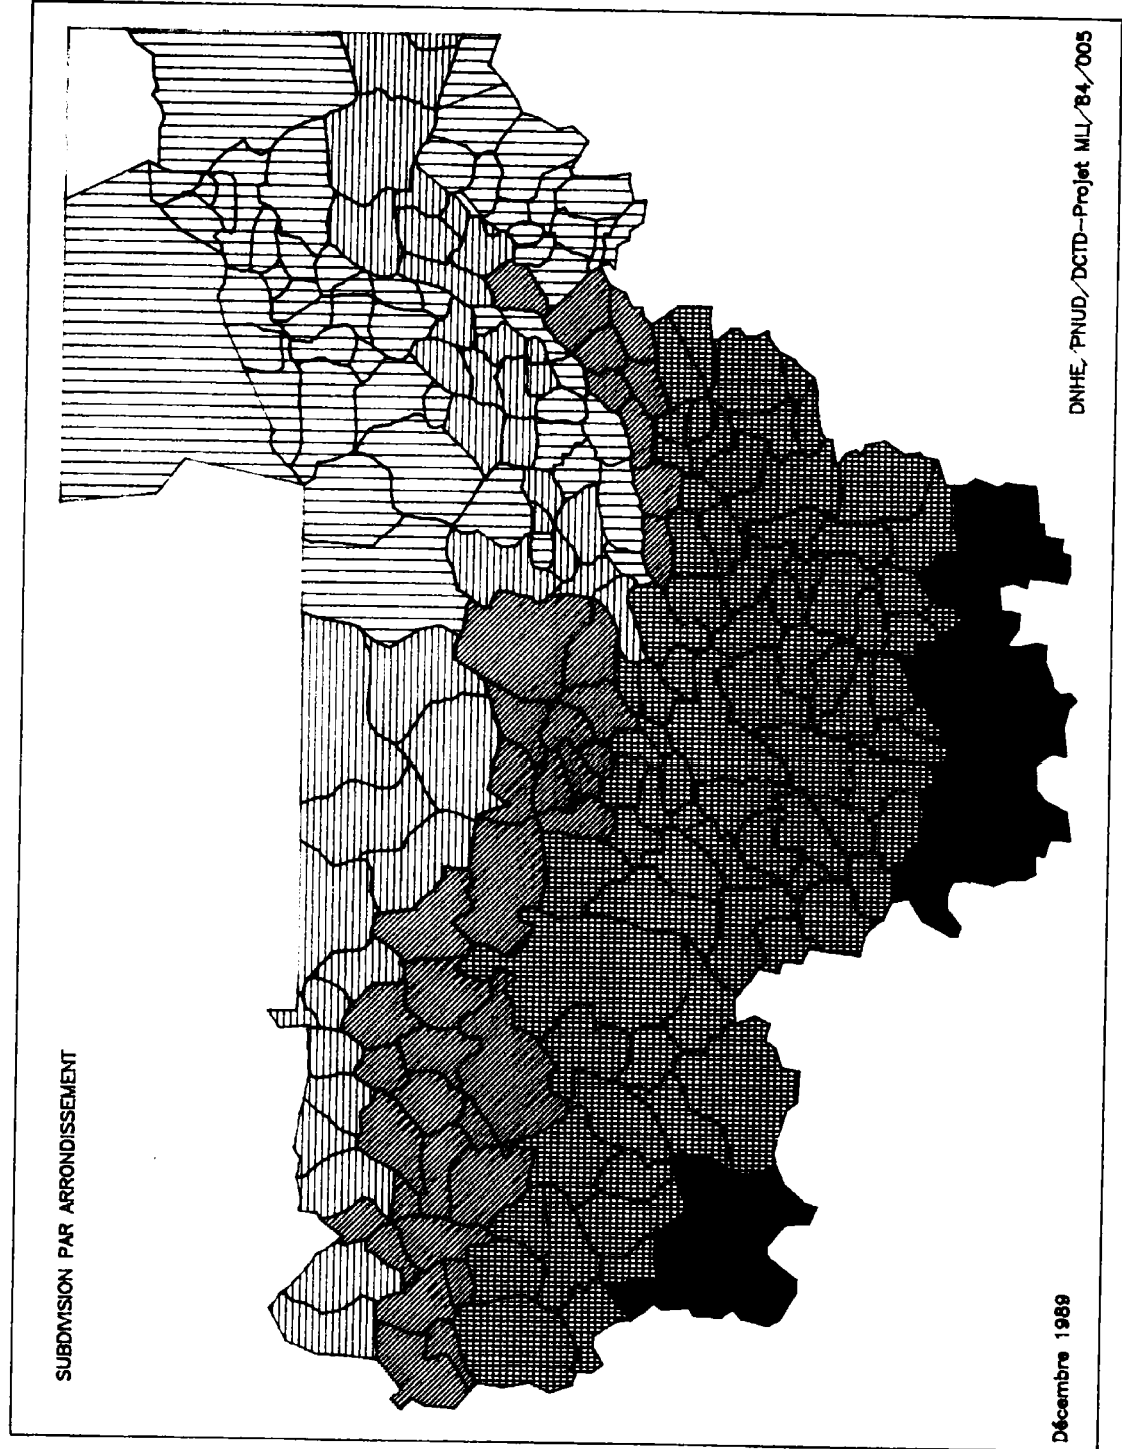 SUBDIVISION PAR ARRONDISSEMENT
Décembre 1989
DNHE/PNUD/DCTD-Projet MLI/84/005